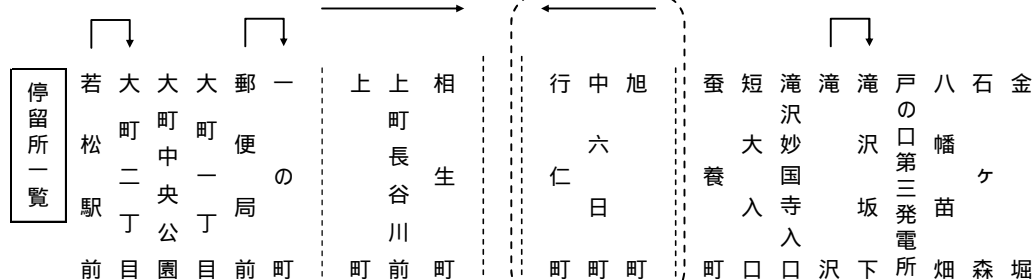 停留所一覧
若松駅前
大町二丁目
大町中央公園
大町一丁目
郵便局前
一の町
上町
上町長谷川前
相生町
行仁町
中六日町
旭町
蚕養町
短大入口
滝沢妙国寺入口
滝沢
滝沢坂下
戸の口第三発電所
八幡苗畑
石ヶ森
金堀